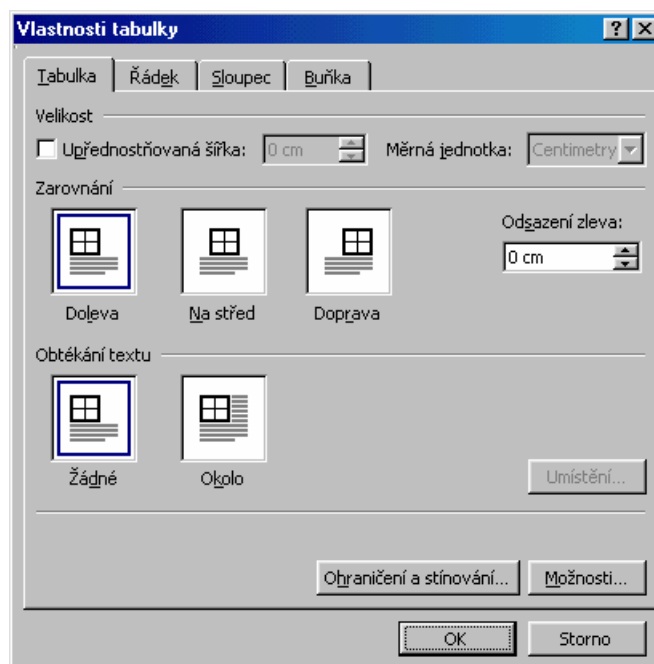 Vlastnosti tabulky
Tabulka Řádek Sloupec Buňka
Velikost
Upřednostňovaná šířka: 0 cm Měrná jednotka: Centimetry
Zarovnání
Odsazení zleva:
0 cm
Doleva Na střed Doprava
Obtékání textu
Žádné Okolo
Umístění...
Ohraničení a stínování... Možnosti...
OK Storno